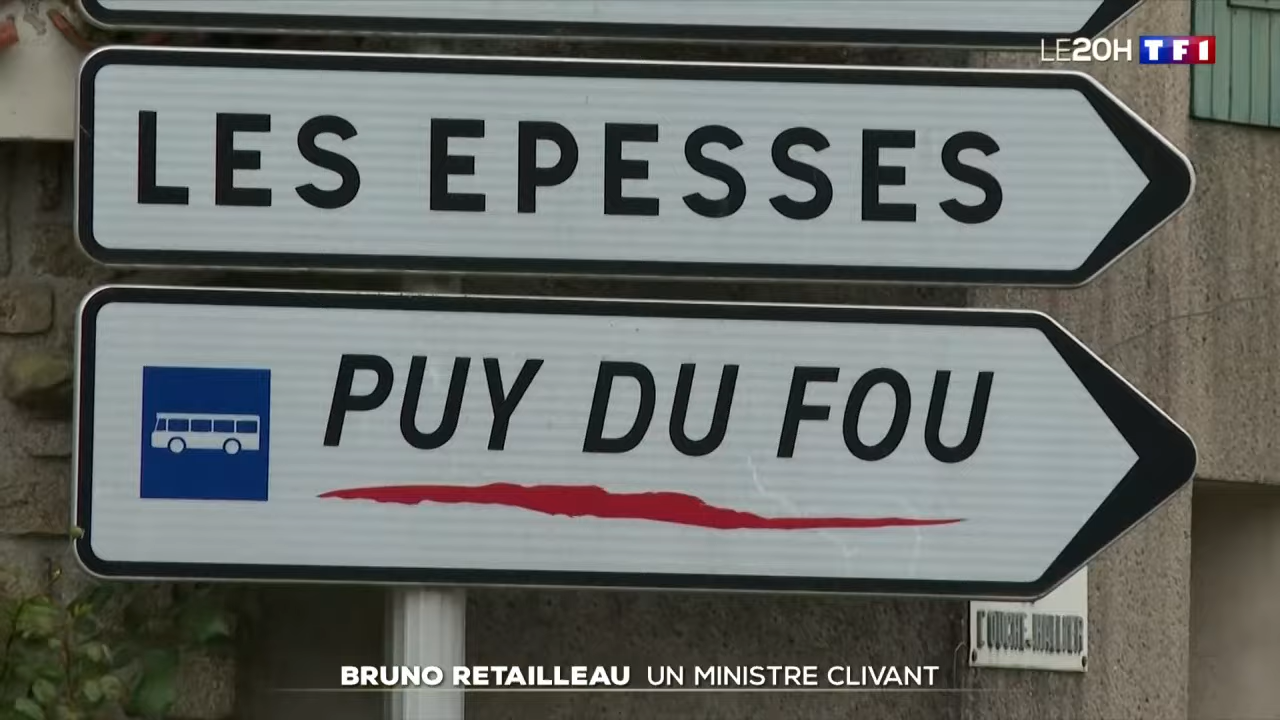 LE20H TF1
LES EPESSES
PUY DU FOU
BRUNO RETAILLEAU UN MINISTRE CLIVANT